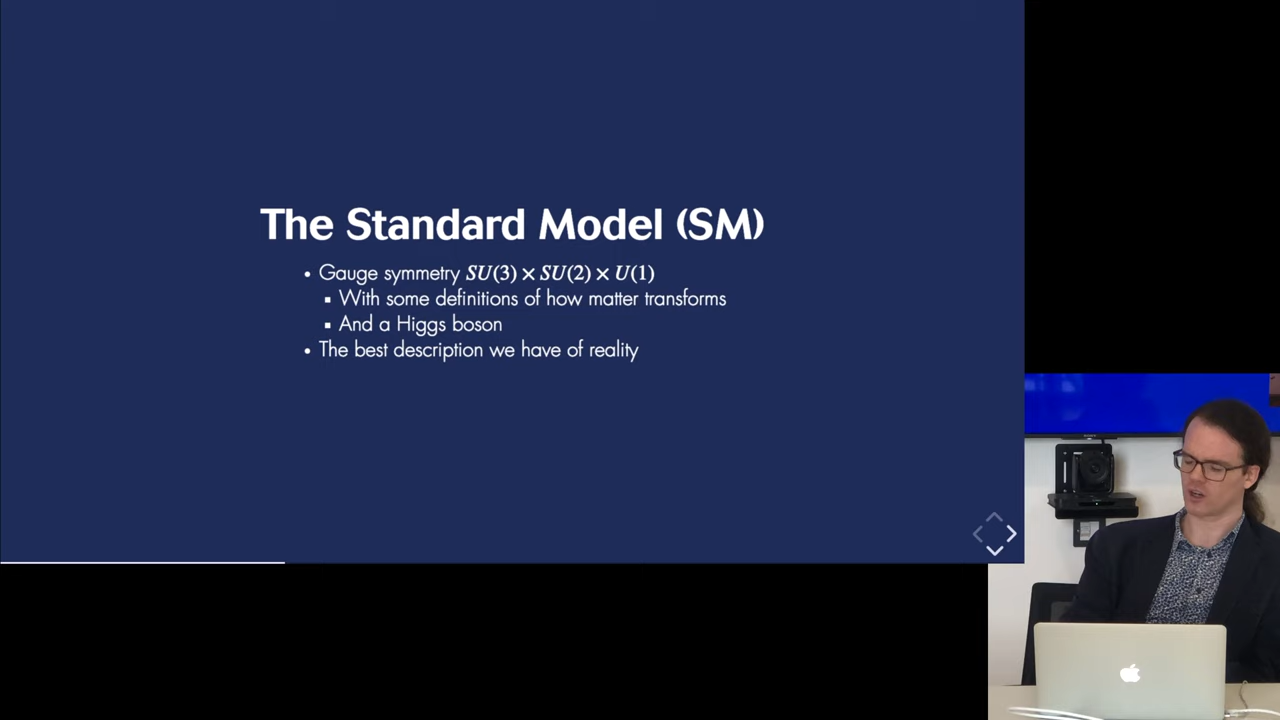 The Standard Model (SM)
• Gauge symmetry SU(3) × SU(2) × U(1)
▪ With some definitions of how matter transforms
▪ And a Higgs boson
• The best description we have of reality